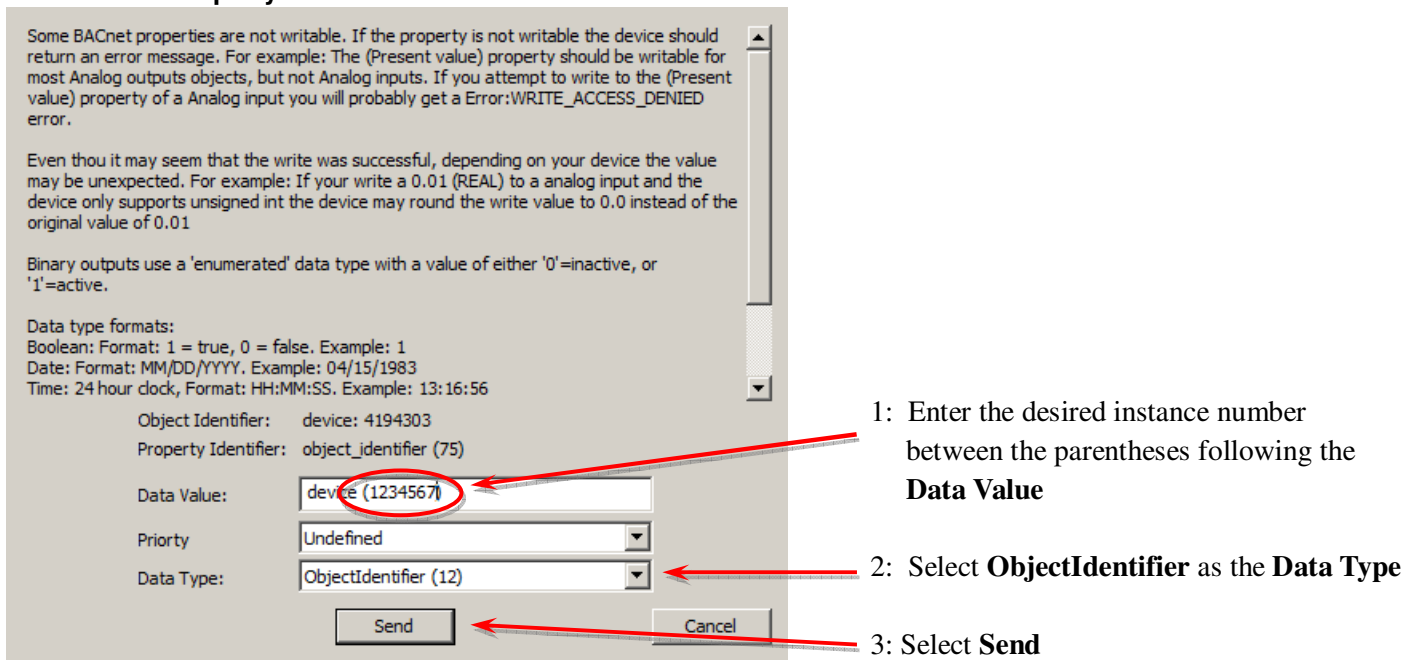 Some BACnet properties are not writable. If the property is not writable the device should
return an error message. For example: The (Present value) property should be writable for
most Analog outputs objects, but not Analog inputs. If you attempt to write to the (Present
value) property of a Analog input you will probably get a Error:WRITE_ACCESS_DENIED
error.
Even thou it may seem that the write was successful, depending on your device the value
may be unexpected. For example: If your write a 0.01 (REAL) to a analog input and the
device only supports unsigned int the device may round the write value to 0.0 instead of the
original value of 0.01
Binary outputs use a 'enumerated' data type with a value of either '0'=inactive, or
'1'=active.
Data type formats:
Boolean: Format: 1 = true, 0 = false. Example: 1
Date: Format: MM/DD/YYYY. Example: 04/15/1983
Time: 24 hour clock, Format: HH:MM:SS. Example: 13:16:56
Object Identifier: device: 4194303
Property Identifier: object_identifier (75)
Data Value: device (1234567)
Priorty Undefined
Data Type: ObjectIdentifier (12)
Send Cancel
1: Enter the desired instance number
between the parentheses following the
Data Value
2: Select ObjectIdentifier as the Data Type
3: Select Send